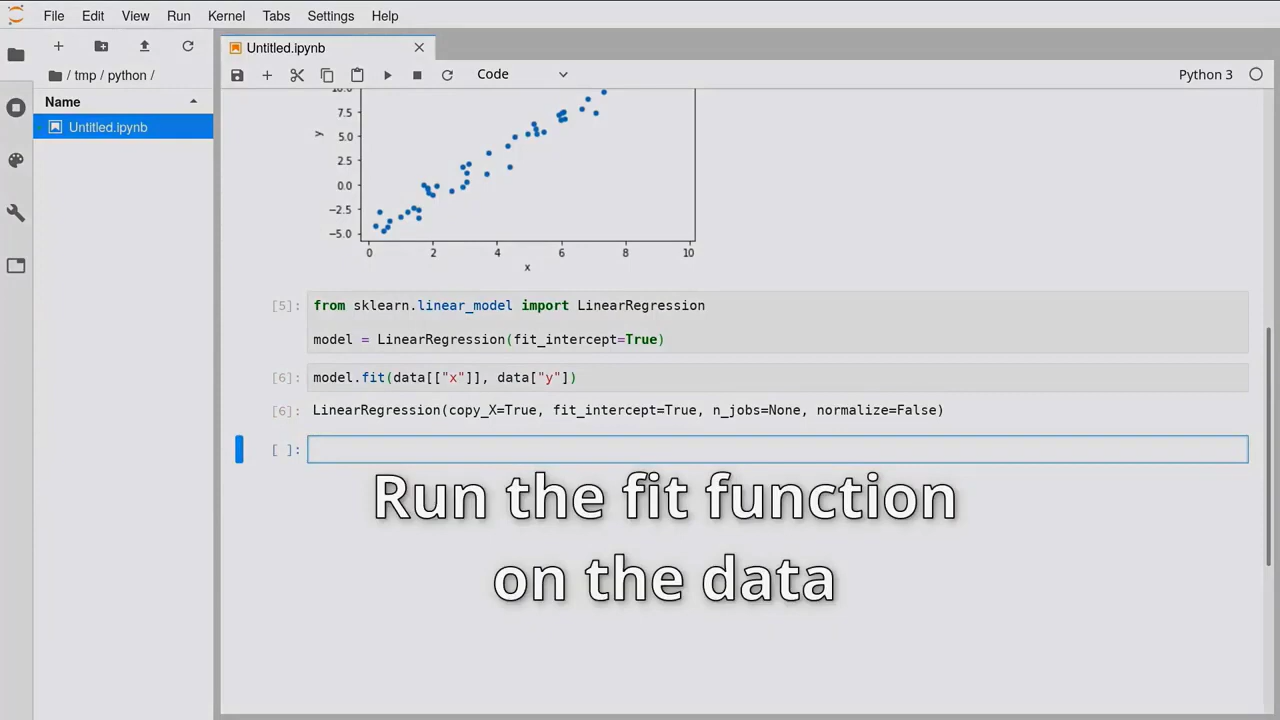 File Edit View Run Kernel Tabs Settings Help
Untitled.ipynb
Code
Python 3
/ tmp / python /
Name
Untitled.ipynb
7.5
5.0
2.5
0.0
−2.5
−5.0
y
0 2 4 6 8 10
x
[5]: from sklearn.linear_model import LinearRegression
model = LinearRegression(fit_intercept=True)
[6]: model.fit(data[["x"]], data["y"])
[6]: LinearRegression(copy_X=True, fit_intercept=True, n_jobs=None, normalize=False)
[ ]:
Run the fit function
on the data